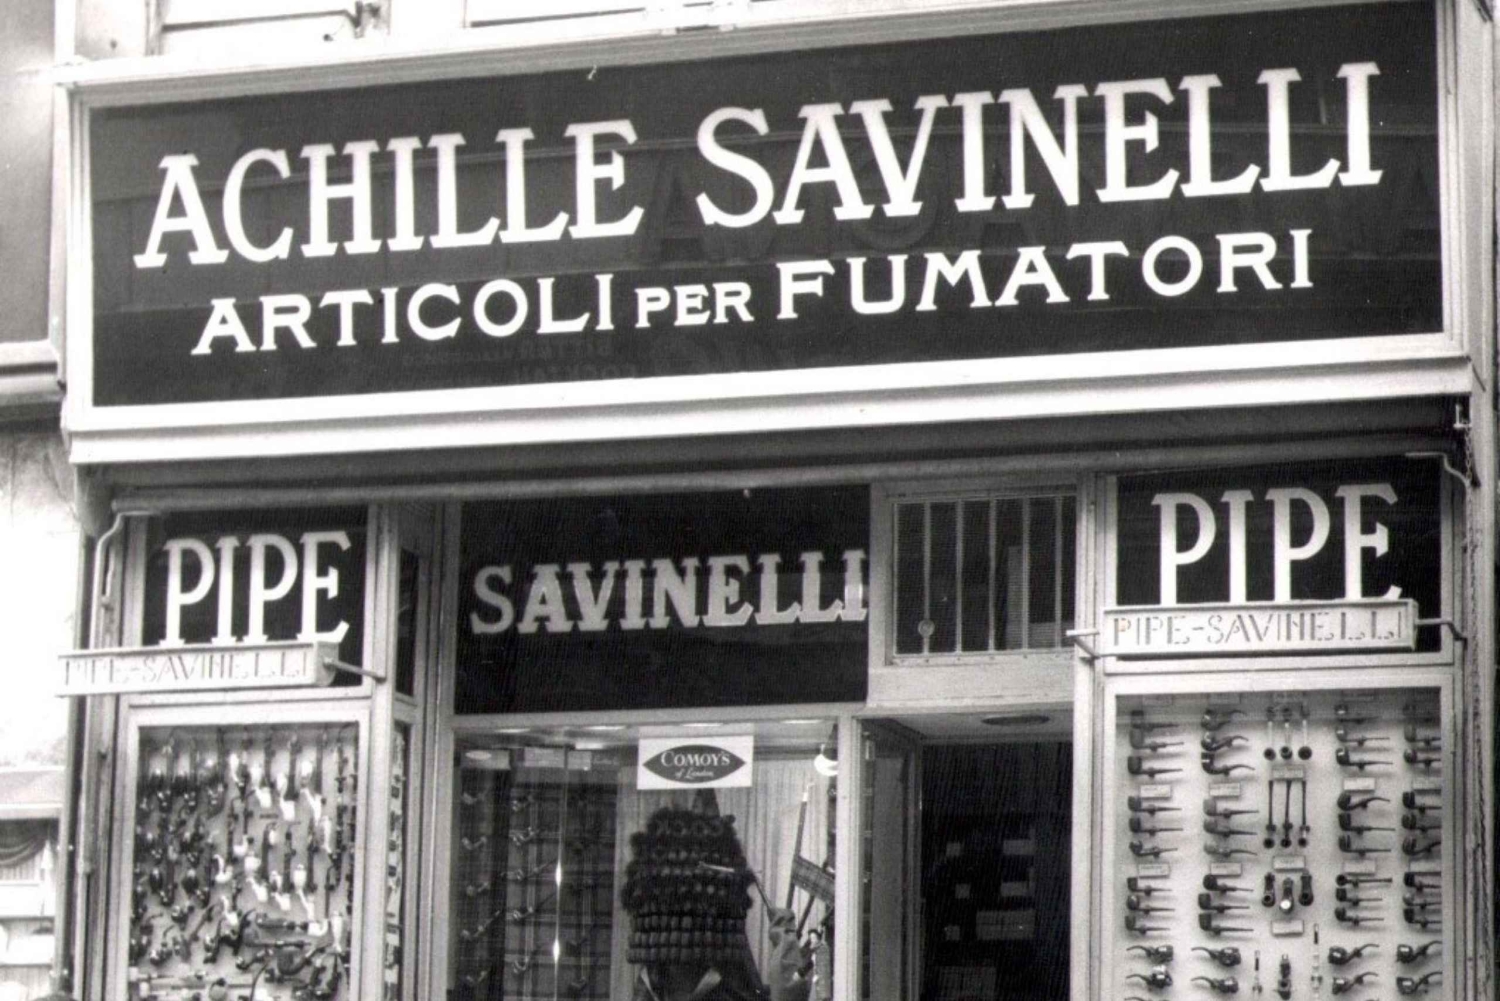 ACHILLE SAVINELLI
ARTICOLI PER FUMATORI
PIPE
SAVINELLI
PIPE
PIPE-SAVINELLI
PIPE-SAVINELLI
COMOY'S
of London